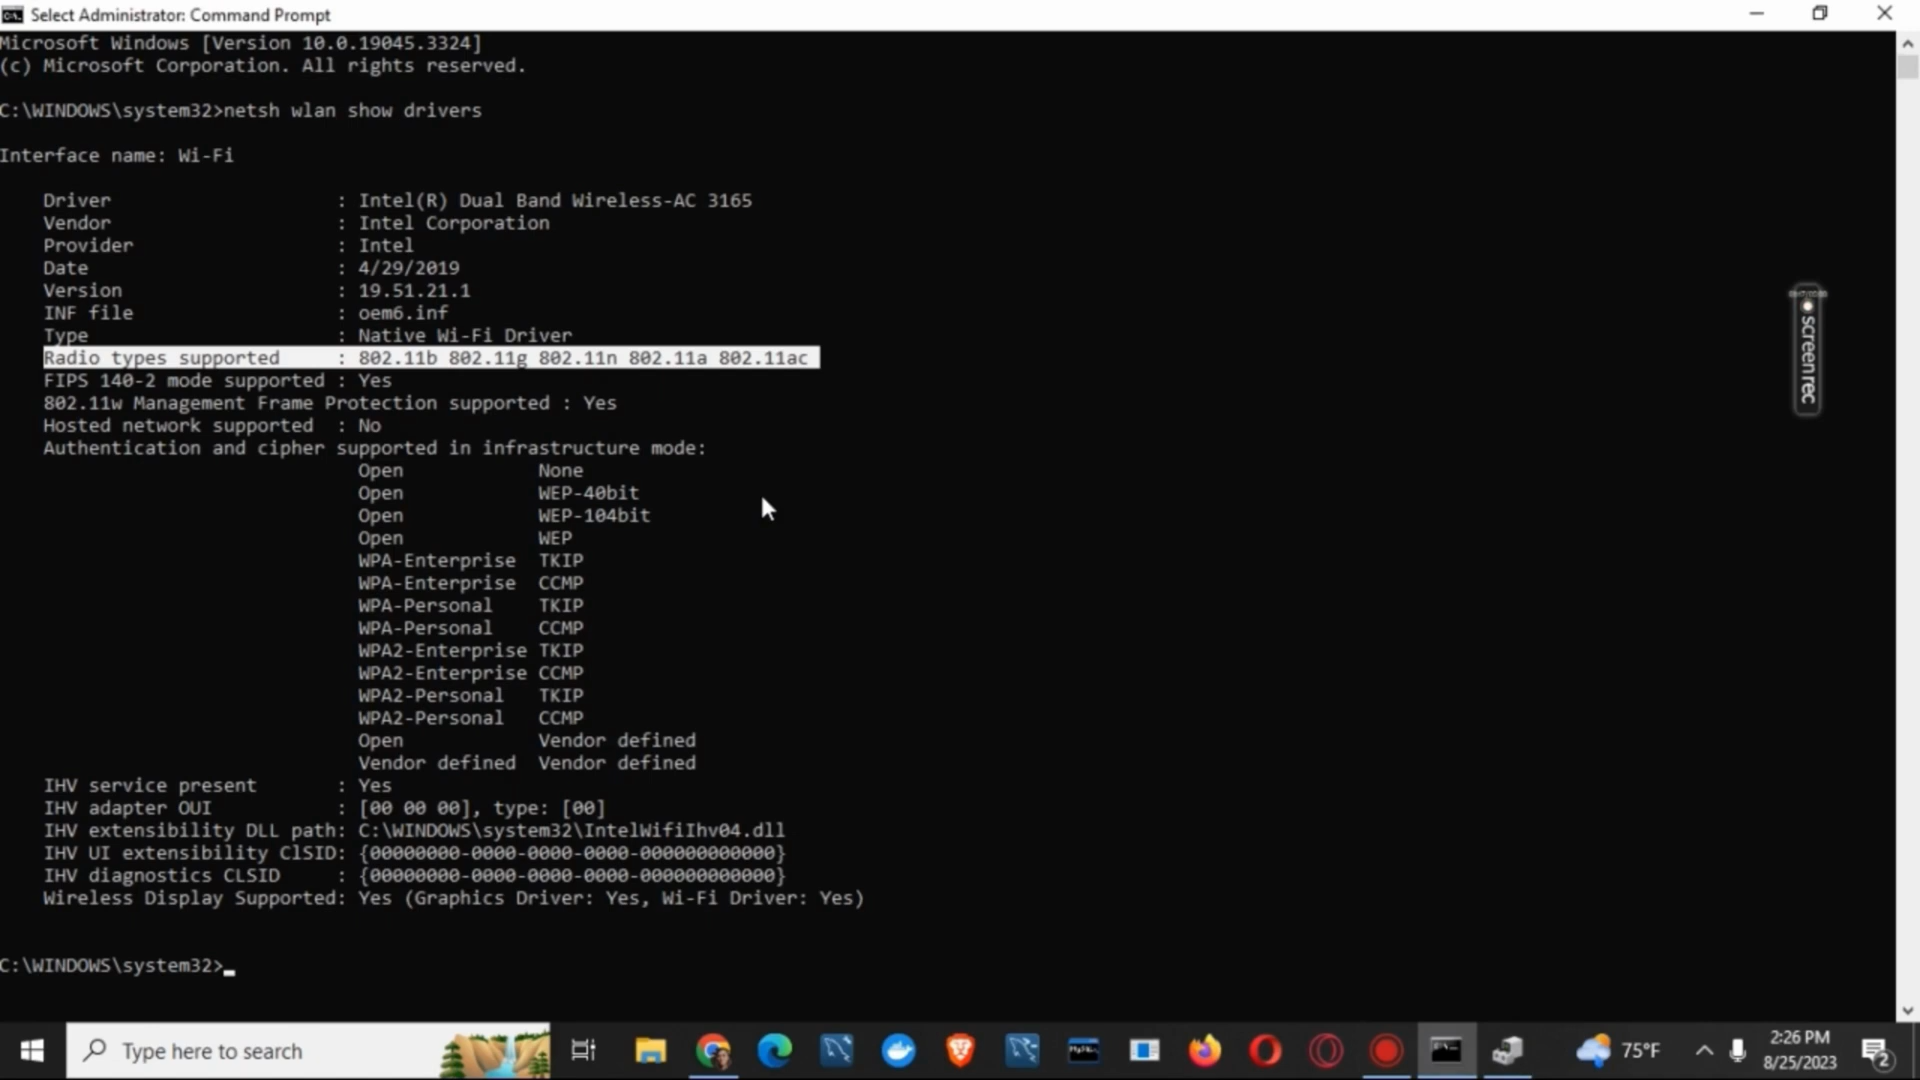 Select Administrator: Command Prompt
Microsoft Windows [Version 10.0.19045.3324]
(c) Microsoft Corporation. All rights reserved.
C:\WINDOWS\system32>netsh wlan show drivers
Interface name: Wi-Fi
Driver : Intel(R) Dual Band Wireless-AC 3165
Vendor : Intel Corporation
Provider : Intel
Date : 4/29/2019
Version : 19.51.21.1
INF file : oem6.inf
Type : Native Wi-Fi Driver
Radio types supported : 802.11b 802.11g 802.11n 802.11a 802.11ac
FIPS 140-2 mode supported : Yes
802.11w Management Frame Protection supported : Yes
Hosted network supported : No
Authentication and cipher supported in infrastructure mode:
Open None
Open WEP-40bit
Open WEP-104bit
Open WEP
WPA-Enterprise TKIP
WPA-Enterprise CCMP
WPA-Personal TKIP
WPA-Personal CCMP
WPA2-Enterprise TKIP
WPA2-Enterprise CCMP
WPA2-Personal TKIP
WPA2-Personal CCMP
Open Vendor defined
Vendor defined Vendor defined
IHV service present : Yes
IHV adapter OUI : [00 00 00], type: [00]
IHV extensibility DLL path: C:\WINDOWS\system32\IntelWifiIhv04.dll
IHV UI extensibility ClSID: {00000000-0000-0000-0000-000000000000}
IHV diagnostics CLSID : {00000000-0000-0000-0000-000000000000}
Wireless Display Supported: Yes (Graphics Driver: Yes, Wi-Fi Driver: Yes)
C:\WINDOWS\system32>
screenrec
Type here to search
75°F
2:26 PM
8/25/2023
2